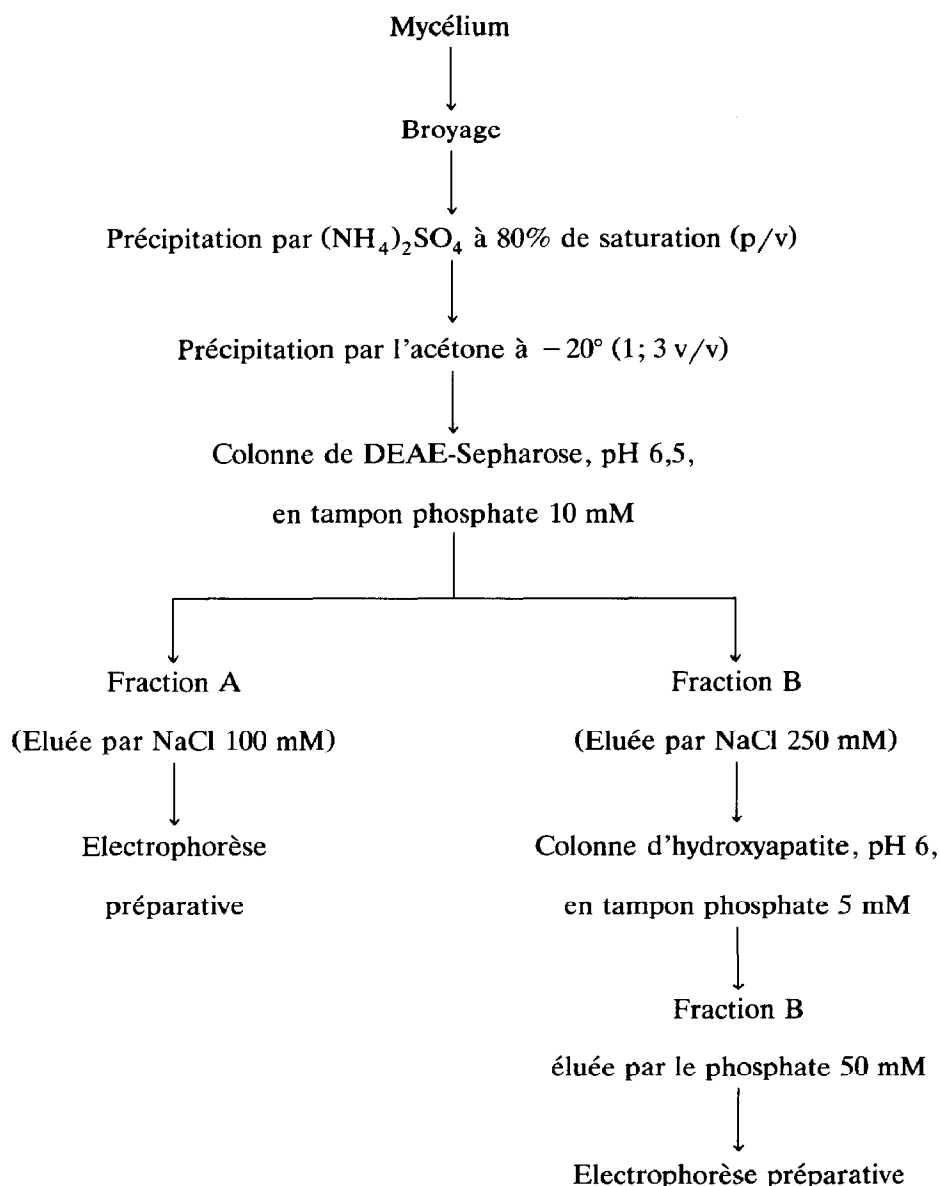 Mycélium
Broyage
Précipitation par (NH₄)₂SO₄ à 80% de saturation (p/v)
Précipitation par l'acétone à −20° (1; 3 v/v)
Colonne de DEAE-Sepharose, pH 6,5,
en tampon phosphate 10 mM
Fraction A
(Eluée par NaCl 100 mM)
Electrophorèse
préparative
Fraction B
(Eluée par NaCl 250 mM)
Colonne d'hydroxyapatite, pH 6,
en tampon phosphate 5 mM
Fraction B
éluée par le phosphate 50 mM
Electrophorèse préparative